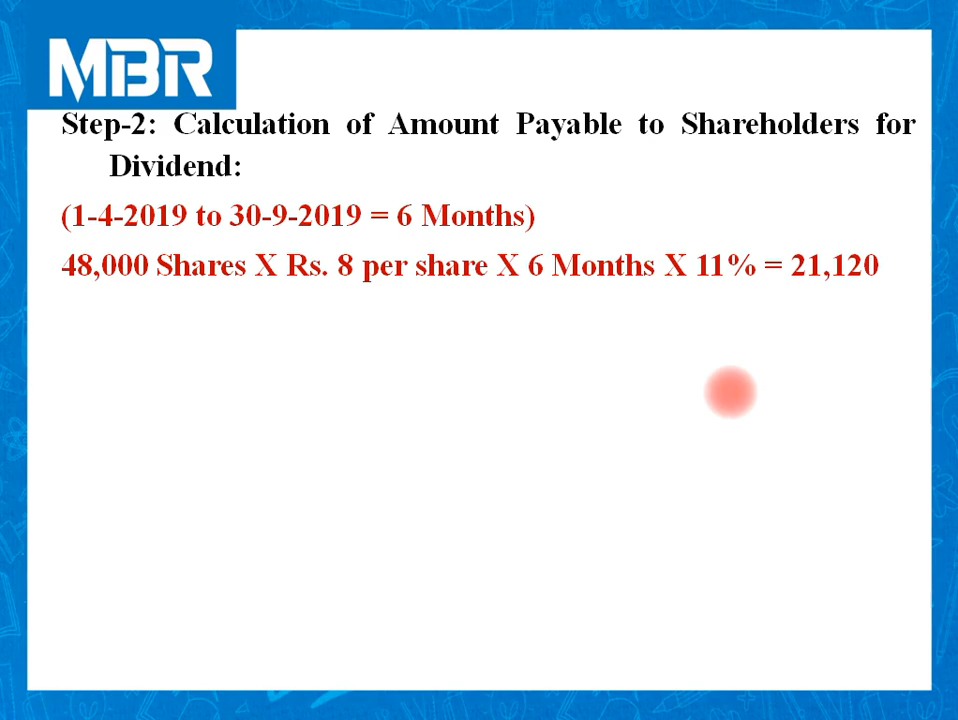 MBR
Step-2: Calculation of Amount Payable to Shareholders for
Dividend:
(1-4-2019 to 30-9-2019 = 6 Months)
48,000 Shares X Rs. 8 per share X 6 Months X 11% = 21,120